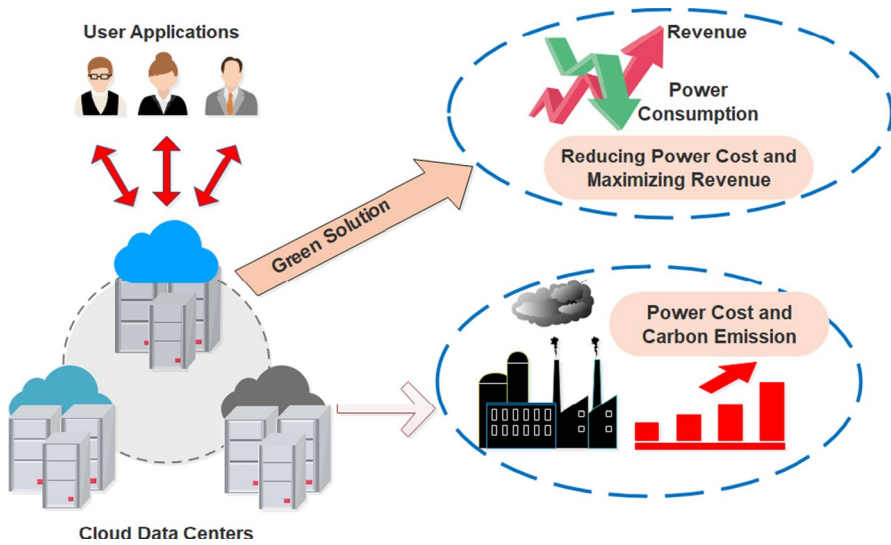 User Applications
Revenue
Power
Consumption
Reducing Power Cost and
Maximizing Revenue
Green Solution
Power Cost and
Carbon Emission
Cloud Data Centers